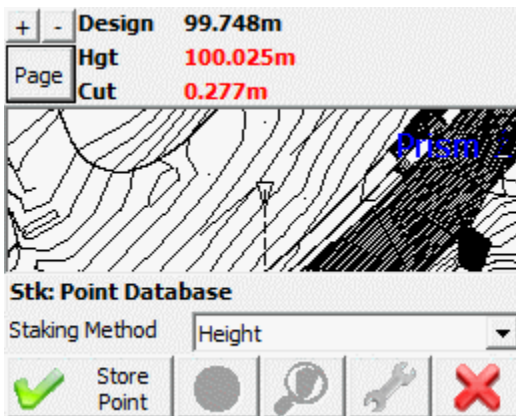 + - Design 99.748m
Page Hgt 100.025m
Cut 0.277m
Prism
Stk: Point Database
Staking Method Height
Store
Point